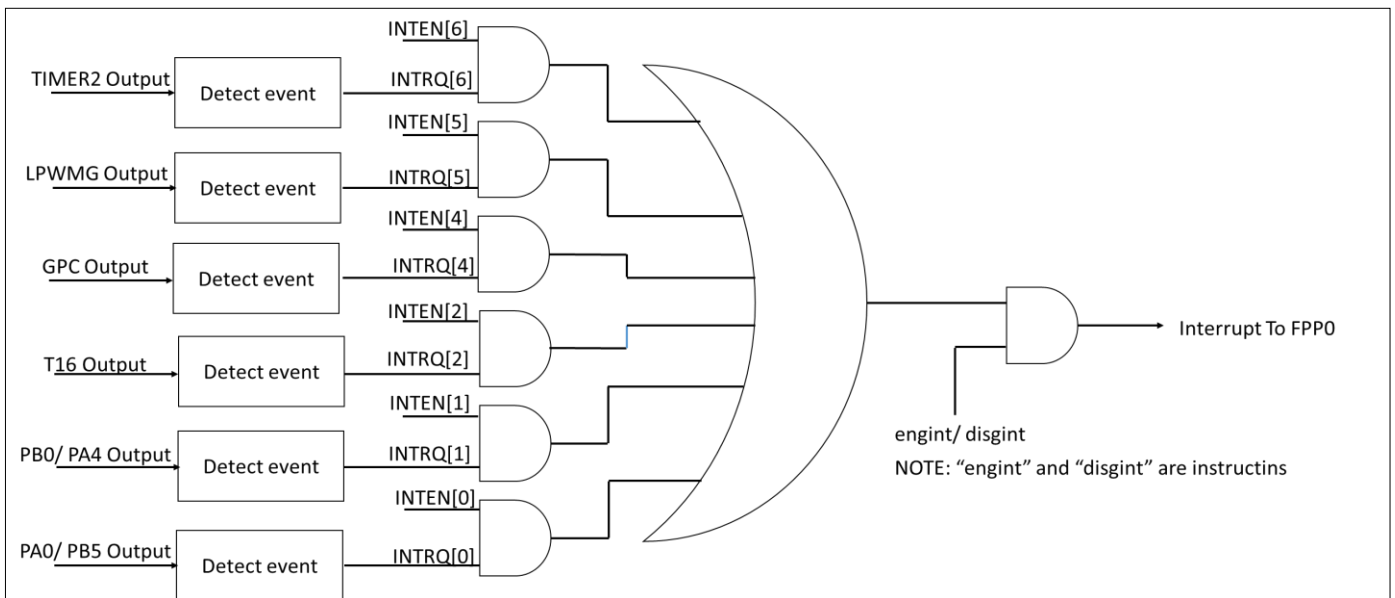 INTEN[6]
TIMER2 Output
Detect event
INTRQ[6]
INTEN[5]
LPWMG Output
Detect event
INTRQ[5]
INTEN[4]
GPC Output
Detect event
INTRQ[4]
INTEN[2]
T16 Output
Detect event
INTRQ[2]
INTEN[1]
PB0/ PA4 Output
Detect event
INTRQ[1]
INTEN[0]
PA0/ PB5 Output
Detect event
INTRQ[0]
Interrupt To FPP0
engint/ disgint
NOTE: “engint” and “disgint” are instructins